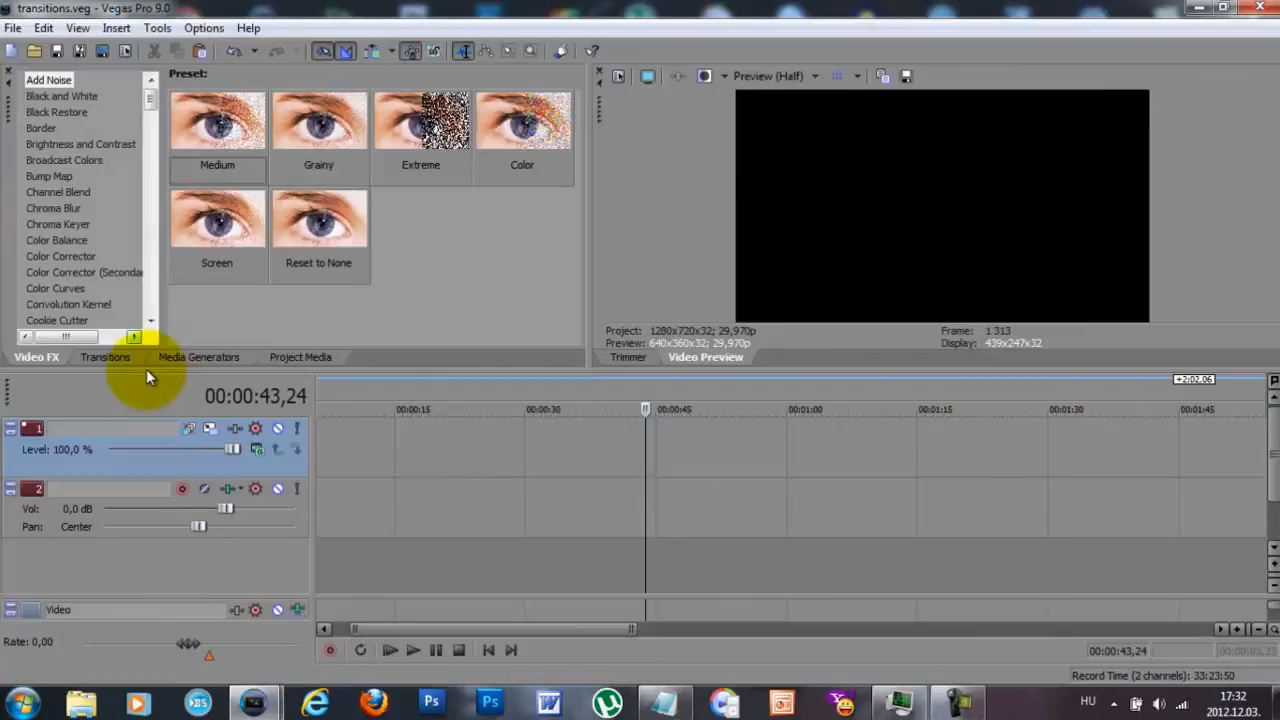 transitions.veg - Vegas Pro 9.0
File Edit View Insert Tools Options Help
Add Noise
Black and White
Black Restore
Border
Brightness and Contrast
Broadcast Colors
Bump Map
Channel Blend
Chroma Blur
Chroma Keyer
Color Balance
Color Corrector
Color Corrector (Seconda
Color Curves
Convolution Kernel
Cookie Cutter
Preset:
Medium
Grainy
Extreme
Color
Screen
Reset to None
Video FX
Transitions
Media Generators
Project Media
Preview (Half)
Project: 1280x720x32; 29,970p
Preview: 640x360x32; 29,970p
Frame: 1 313
Display: 439x247x32
Trimmer
Video Preview
00:00:43,24
+2:02.06
00:00:15
00:00:30
00:00:45
00:01:00
00:01:15
00:01:30
00:01:45
1
Level: 100,0 %
2
Vol: 0,0 dB
Pan: Center
Video
Rate: 0,00
00:00:43,24
Record Time (2 channels): 33:23:50
Ps
Ps
HU
17:32
2012.12.03.